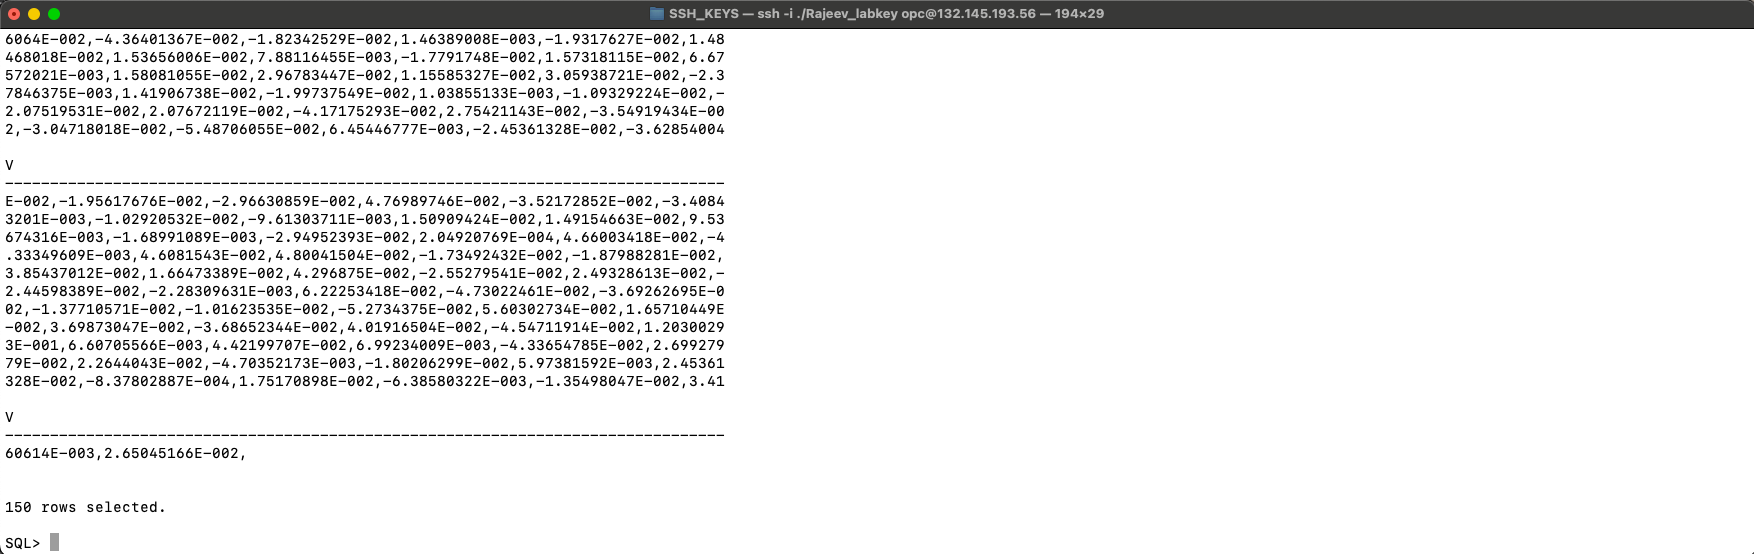 SSH_KEYS — ssh -i ./Rajeev_labkey opc@132.145.193.56 — 194×29
6064E-002,-4.36401367E-002,-1.82342529E-002,1.46389008E-003,-1.9317627E-002,1.48
468018E-002,1.53656006E-002,7.88116455E-003,-1.7791748E-002,1.57318115E-002,6.67
572021E-003,1.58081055E-002,2.96783447E-002,1.15585327E-002,3.05938721E-002,-2.3
7846375E-003,1.41906738E-002,-1.99737549E-002,1.03855133E-003,-1.09329224E-002,-
2.07519531E-002,2.07672119E-002,-4.17175293E-002,2.75421143E-002,-3.54919434E-00
2,-3.04718018E-002,-5.48706055E-002,6.45446777E-003,-2.45361328E-002,-3.62854004
V
--------------------------------------------------------------------------------
E-002,-1.95617676E-002,-2.96630859E-002,4.76989746E-002,-3.52172852E-002,-3.4084
3201E-003,-1.02920532E-002,-9.61303711E-003,1.50909424E-002,1.49154663E-002,9.53
674316E-003,-1.68991089E-003,-2.94952393E-002,2.04920769E-004,4.66003418E-002,-4
.33349609E-003,4.6081543E-002,4.80041504E-002,-1.73492432E-002,-1.87988281E-002,
3.85437012E-002,1.66473389E-002,4.296875E-002,-2.55279541E-002,2.49328613E-002,-
2.44598389E-002,-2.28309631E-003,6.22253418E-002,-4.73022461E-002,-3.69262695E-0
02,-1.37710571E-002,-1.01623535E-002,-5.2734375E-002,5.60302734E-002,1.65710449E
-002,3.69873047E-002,-3.68652344E-002,4.01916504E-002,-4.54711914E-002,1.2030029
3E-001,6.60705566E-003,4.42199707E-002,6.99234009E-003,-4.33654785E-002,2.699279
79E-002,2.2644043E-002,-4.70352173E-003,-1.80206299E-002,5.97381592E-003,2.45361
328E-002,-8.37802887E-004,1.75170898E-002,-6.38580322E-003,-1.35498047E-002,3.41
V
--------------------------------------------------------------------------------
60614E-003,2.65045166E-002,
150 rows selected.
SQL>